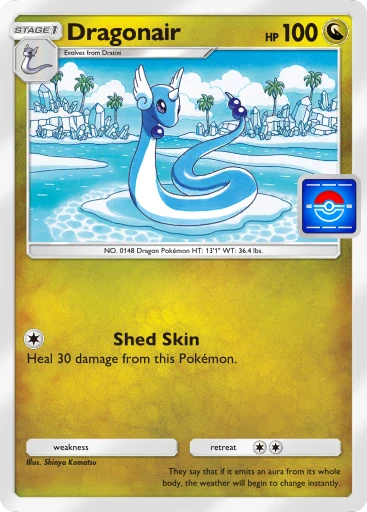 STAGE 1
Dragonair
HP 100
Evolves from Dratini
NO. 0148 Dragon Pokémon HT: 13'1" WT: 36.4 lbs.
Shed Skin
Heal 30 damage from this Pokémon.
weakness
retreat
Illus. Shinya Komatsu
They say that if it emits an aura from its whole
body, the weather will begin to change instantly.